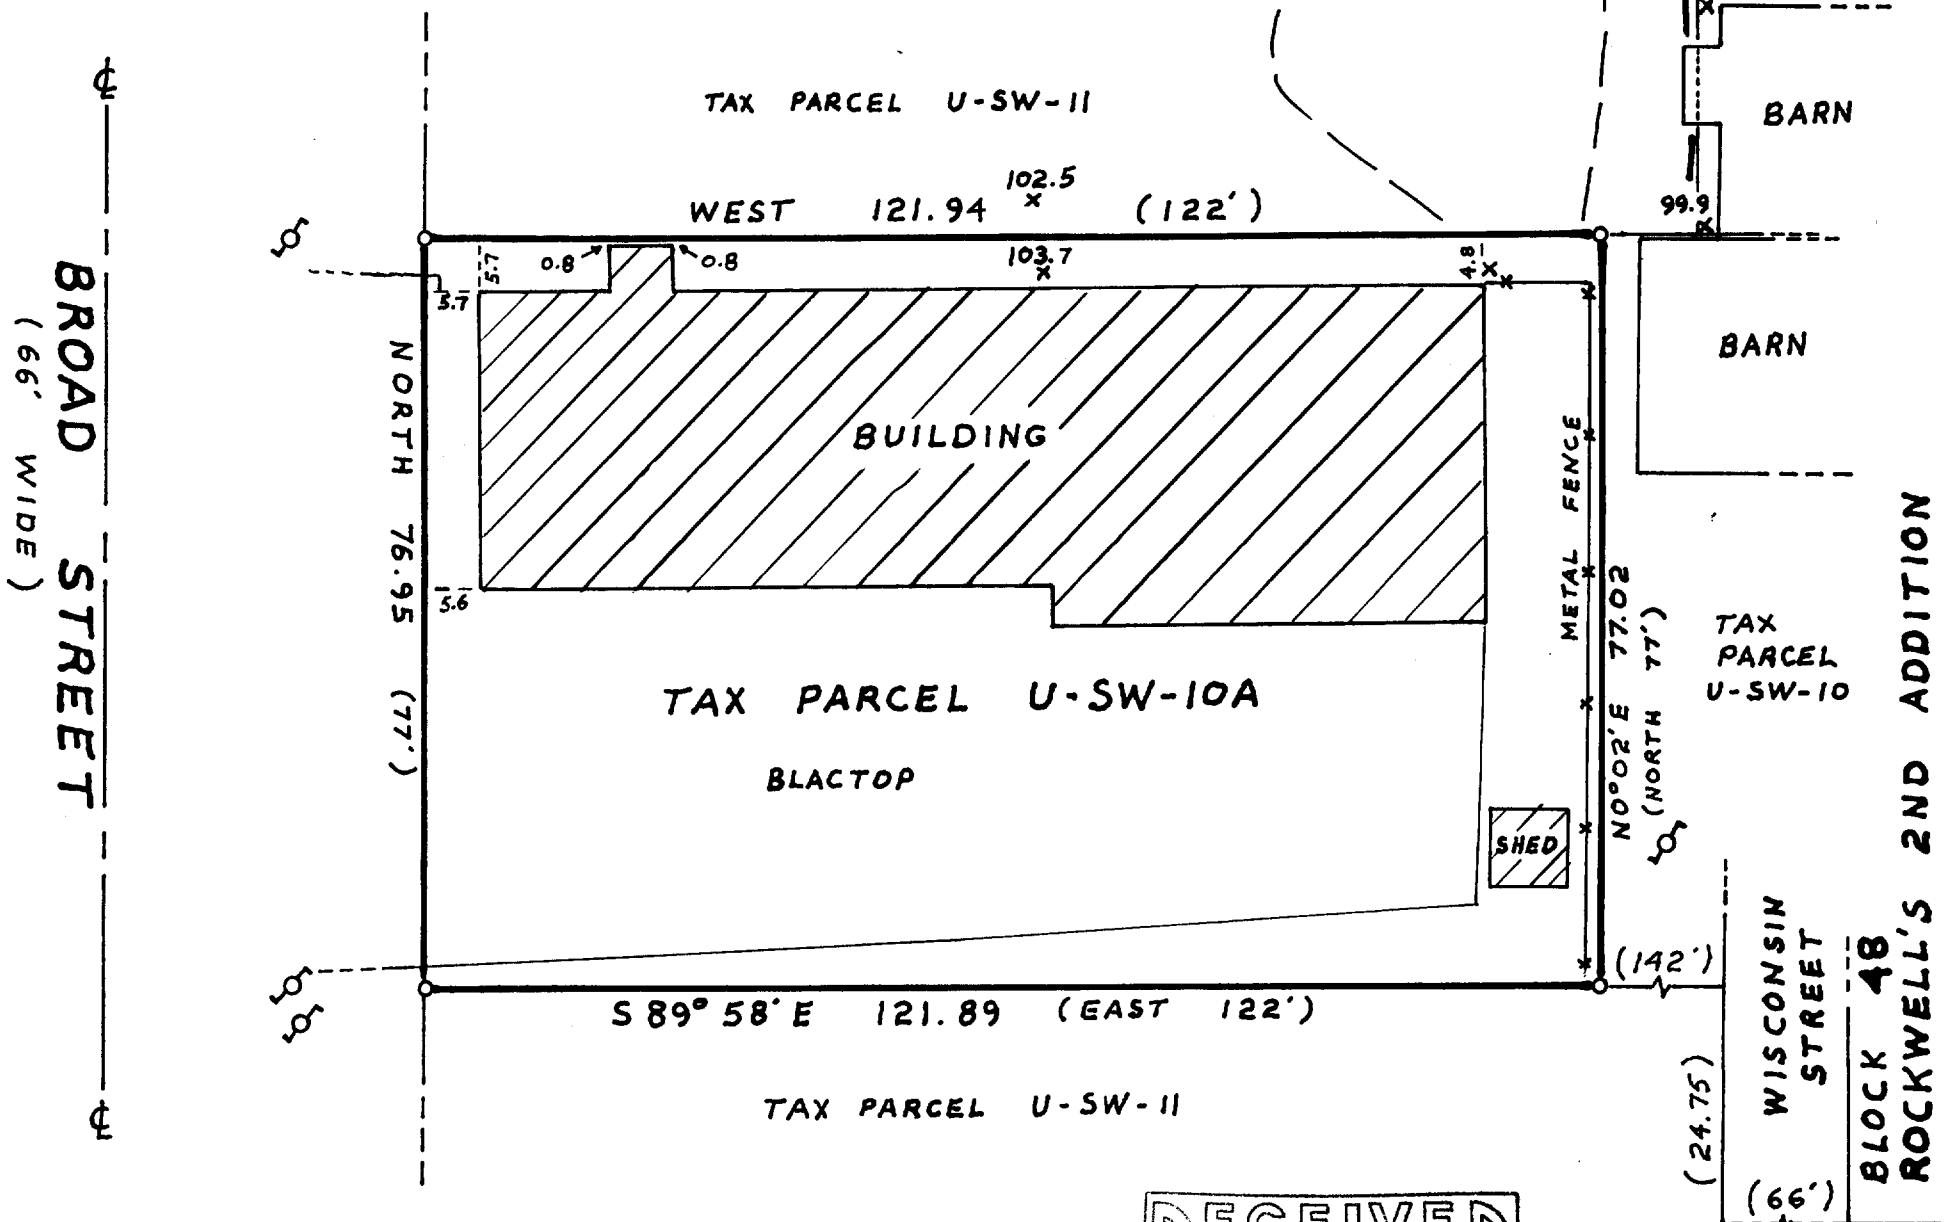 TAX PARCEL U-SW-11
BARN
102.5
WEST 121.94 (122')
99.9
5.7
0.8
0.8
103.7
4.8
5.7
BROAD STREET
(66' WIDE)
NORTH 76.95 (77')
BUILDING
BARN
METAL FENCE
5.6
N0°02'E 77.02
(NORTH 77')
TAX
PARCEL
U-SW-10
TAX PARCEL U-SW-10A
BLACTOP
SHED
(142')
S 89° 58' E 121.89 (EAST 122')
TAX PARCEL U-SW-11
(24.75)
WISCONSIN
STREET
(66')
BLOCK 48
ROCKWELL'S 2ND ADDITION
RECEIVED